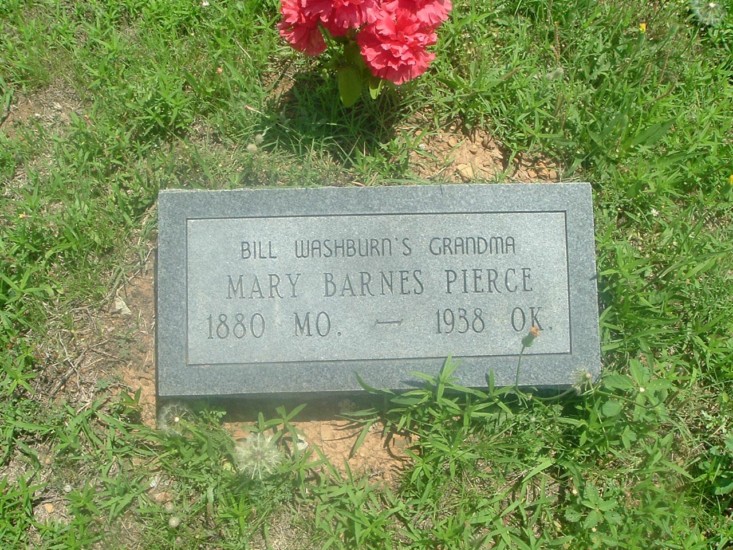 BILL WASHBURN'S GRANDMA
MARY BARNES PIERCE
1880 MO. — 1938 OK.